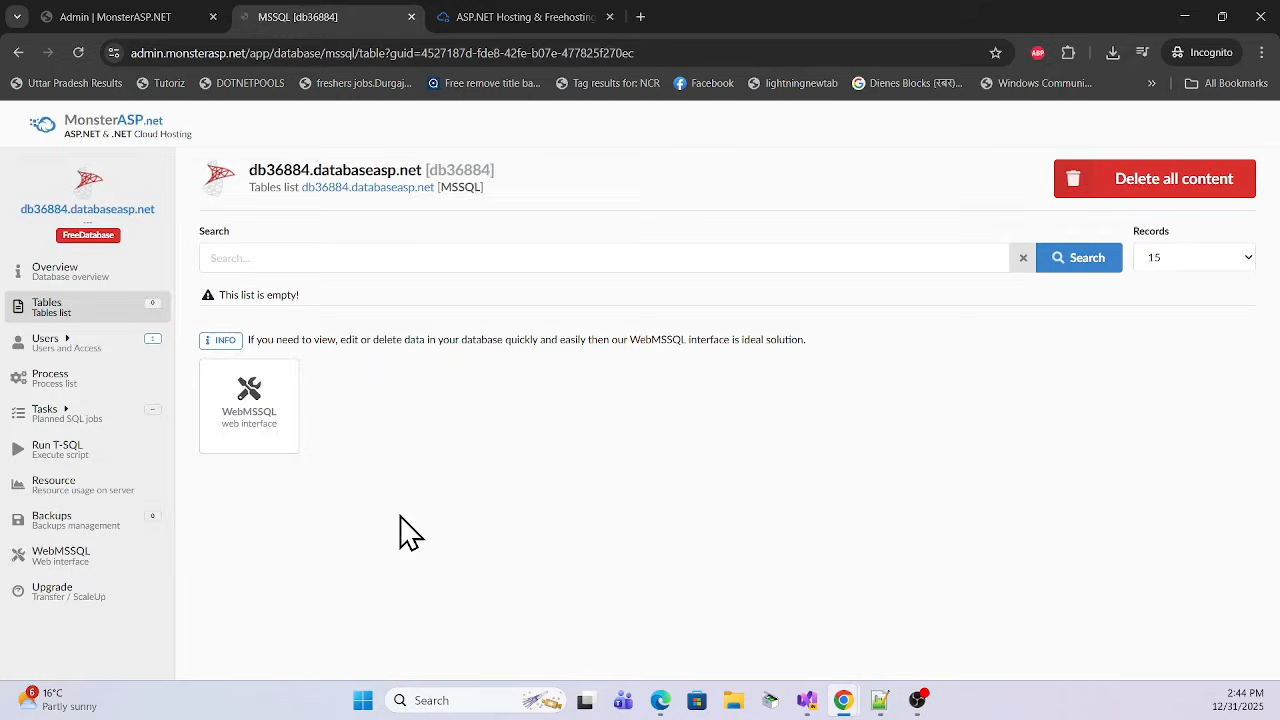 Admin | MonsterASP.NET
MSSQL [db36884]
ASP.NET Hosting & Freehosting
admin.monsterasp.net/app/database/mssql/table?guid=4527187d-fde8-42fe-b07e-477825f270ec
ABP
Incognito
Uttar Pradesh Results
Tutoriz
DOTNETPOOLS
freshers jobs,Durgaj...
Free remove title ba...
Tag results for NCR
Facebook
lightningnewtab
Dienes Blocks (
Windows Communi...
All Bookmarks
MonsterASP.net
ASP.NET & .NET Cloud Hosting
db36884.databaseasp.net
---
FreeDatabase
Overview
Database overview
Tables 0
Tables list
Users 1
Users and Access
Process
Process list
Tasks --
Planned SQL jobs
Run T-SQL
Execute script
Resource
Resource usage on server
Backups 0
Backups management
WebMSSQL
Web interface
Upgrade
Transfer / ScaleUp
db36884.databaseasp.net [db36884]
Tables list db36884.databaseasp.net [MSSQL]
Delete all content
Search
Records
Search...
Search
15
This list is empty!
INFO If you need to view, edit or delete data in your database quickly and easily then our WebMSSQL interface is ideal solution.
WebMSSQL
web interface
6
16°C
Partly sunny
Search
2:44 PM
12/31/2025